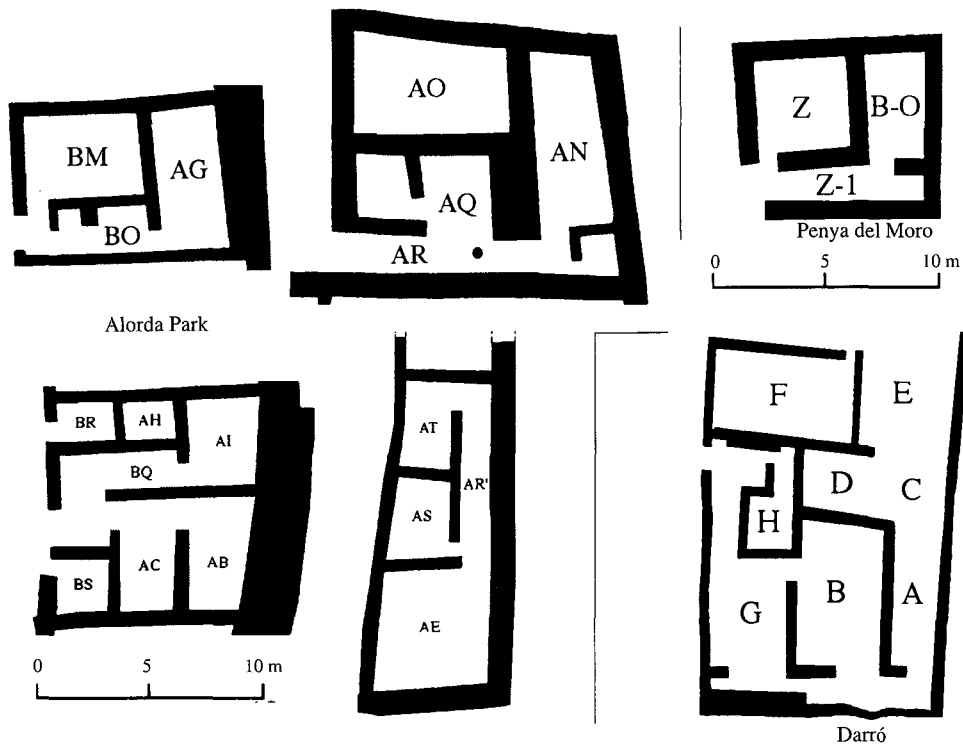 BM
AG
BO
AO
AN
AQ
AR
Z
B-O
Z-1
Penya del Moro
0 5 10 m
Alorda Park
BR
AH
AI
BQ
BS
AC
AB
0 5 10 m
AT
AR'
AS
AE
F
E
D
C
H
G
B
A
Darró